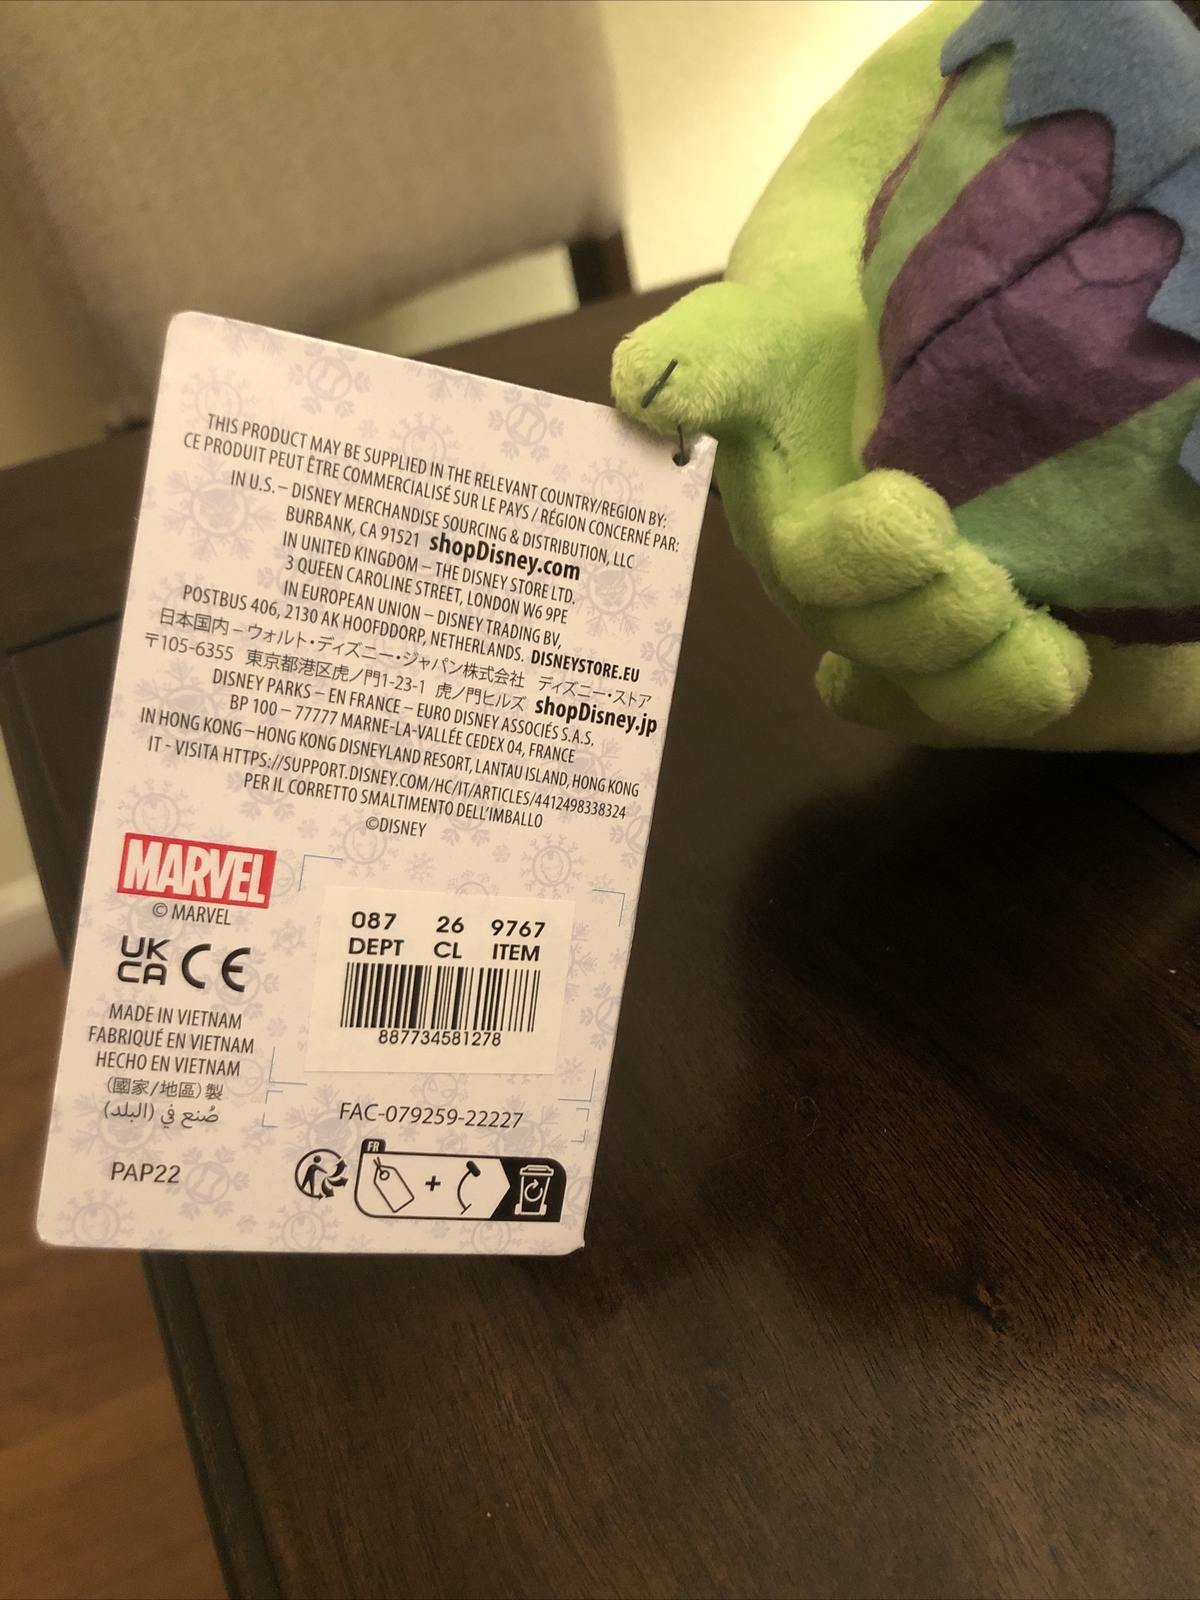 THIS PRODUCT MAY BE SUPPLIED IN THE RELEVANT COUNTRY/REGION BY:
CE PRODUIT PEUT ÊTRE COMMERCIALISÉ SUR LE PAYS / RÉGION CONCERNÉ PAR:
IN U.S. – DISNEY MERCHANDISE SOURCING & DISTRIBUTION, LLC
BURBANK, CA 91521 shopDisney.com
IN UNITED KINGDOM – THE DISNEY STORE LTD.
3 QUEEN CAROLINE STREET, LONDON W6 9PE
IN EUROPEAN UNION – DISNEY TRADING BV,
POSTBUS 406, 2130 AK HOOFDDORP, NETHERLANDS. DISNEYSTORE.EU
日本国内 – ウォルト・ディズニー・ジャパン株式会社 ディズニー・ストア
〒105-6355 東京都港区虎ノ門1-23-1 虎ノ門ヒルズ shopDisney.jp
DISNEY PARKS – EN FRANCE – EURO DISNEY ASSOCIÉS S.A.S.
BP 100 – 77777 MARNE-LA-VALLÉE CEDEX 04, FRANCE
IN HONG KONG – HONG KONG DISNEYLAND RESORT, LANTAU ISLAND, HONG KONG
IT - VISITA HTTPS://SUPPORT.DISNEY.COM/HC/IT/ARTICLES/4412498338324
PER IL CORRETTO SMALTIMENTO DELL'IMBALLO
©DISNEY
MARVEL
© MARVEL
UK
CA CE
MADE IN VIETNAM
FABRIQUÉ EN VIETNAM
HECHO EN VIETNAM
(國家/地區) 製
صُنع في (البلد)
PAP22
087 26 9767
DEPT CL ITEM
887734581278
FAC-079259-22227
FR
+